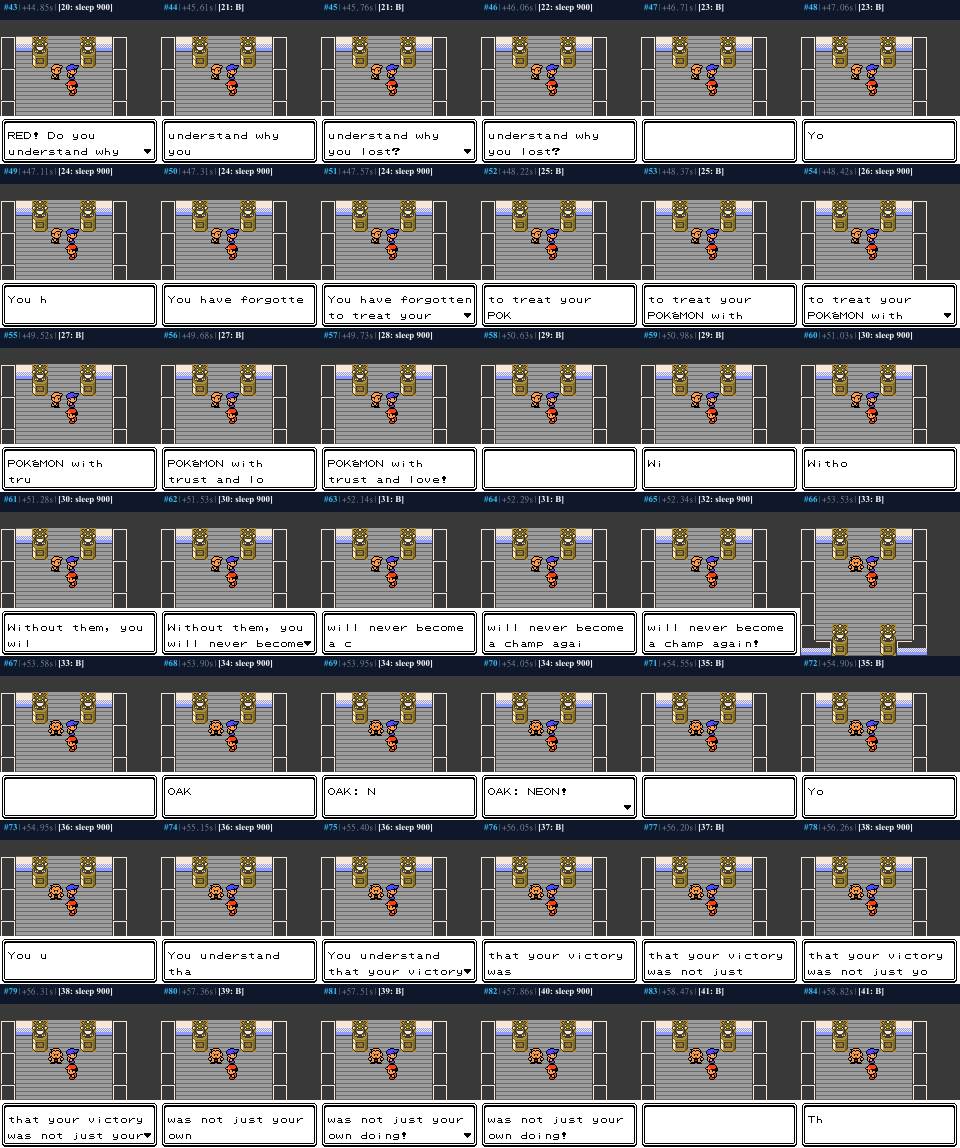 #43 | +44.85s | [20: sleep 900]
#44 | +45.61s | [21: B]
#45 | +45.76s | [21: B]
#46 | +46.06s | [22: sleep 900]
#47 | +46.71s | [23: B]
#48 | +47.06s | [23: B]
RED! Do you
understand why ▼
understand why
you
understand why
you lost? ▼
understand why
you lost?
Yo
#49 | +47.11s | [24: sleep 900]
#50 | +47.31s | [24: sleep 900]
#51 | +47.57s | [24: sleep 900]
#52 | +48.22s | [25: B]
#53 | +48.37s | [25: B]
#54 | +48.42s | [26: sleep 900]
You h
You have forgotte
You have forgotten
to treat your ▼
to treat your
POK
to treat your
POKéMON with
to treat your
POKéMON with ▼
#55 | +49.52s | [27: B]
#56 | +49.68s | [27: B]
#57 | +49.73s | [28: sleep 900]
#58 | +50.63s | [29: B]
#59 | +50.98s | [29: B]
#60 | +51.03s | [30: sleep 900]
POKéMON with
tru
POKéMON with
trust and lo
POKéMON with
trust and love!
Wi
Witho
#61 | +51.28s | [30: sleep 900]
#62 | +51.53s | [30: sleep 900]
#63 | +52.14s | [31: B]
#64 | +52.29s | [31: B]
#65 | +52.34s | [32: sleep 900]
#66 | +53.53s | [33: B]
Without them, you
wil
Without them, you
will never become▼
will never become
a c
will never become
a champ agai
will never become
a champ again!
#67 | +53.58s | [33: B]
#68 | +53.90s | [34: sleep 900]
#69 | +53.95s | [34: sleep 900]
#70 | +54.05s | [34: sleep 900]
#71 | +54.55s | [35: B]
#72 | +54.90s | [35: B]
OAK
OAK: N
OAK: NEON!
▼
Yo
#73 | +54.95s | [36: sleep 900]
#74 | +55.15s | [36: sleep 900]
#75 | +55.40s | [36: sleep 900]
#76 | +56.05s | [37: B]
#77 | +56.20s | [37: B]
#78 | +56.26s | [38: sleep 900]
You u
You understand
tha
You understand
that your victory▼
that your victory
was
that your victory
was not just
that your victory
was not just yo
#79 | +56.31s | [38: sleep 900]
#80 | +57.36s | [39: B]
#81 | +57.51s | [39: B]
#82 | +57.86s | [40: sleep 900]
#83 | +58.47s | [41: B]
#84 | +58.82s | [41: B]
that your victory
was not just your▼
was not just your
own
was not just your
own doing! ▼
was not just your
own doing!
Th